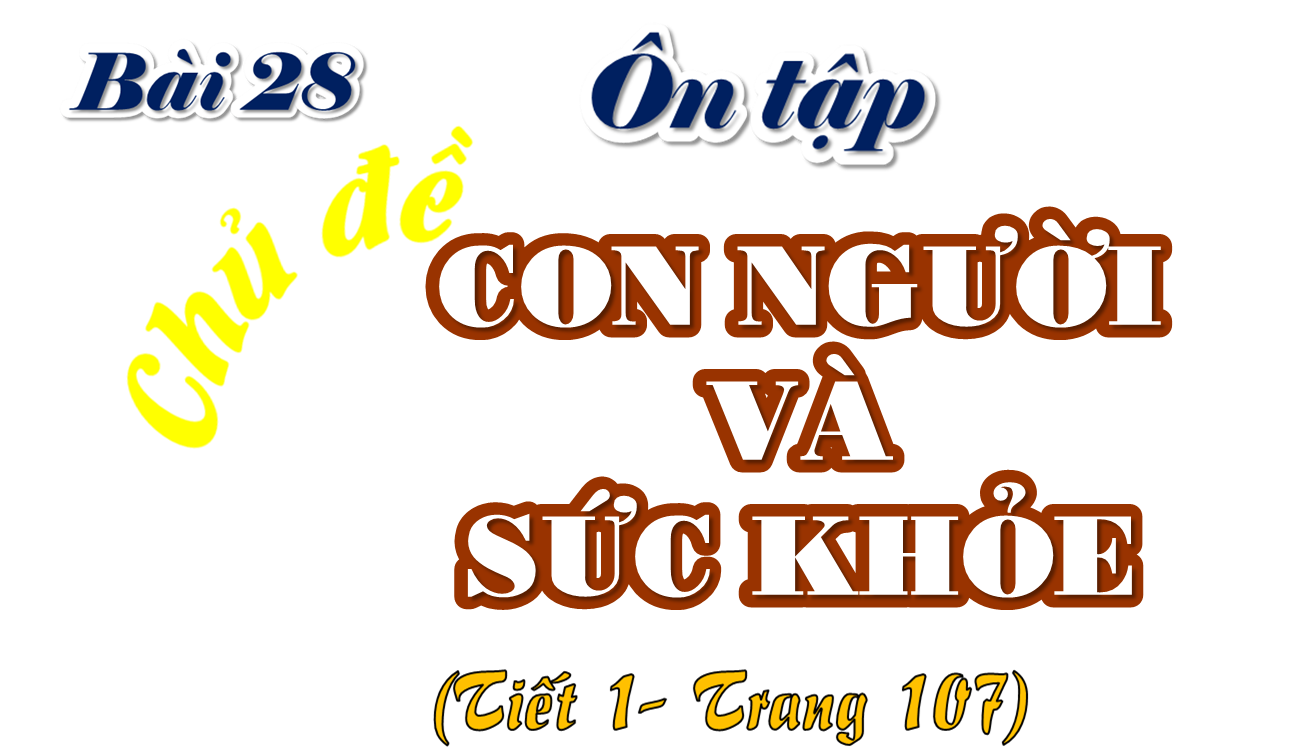 Bài 28
Ôn tập
Chủ đề
CON NGƯỜI
VÀ
SỨC KHỎE
(Tiết 1- Trang 107)